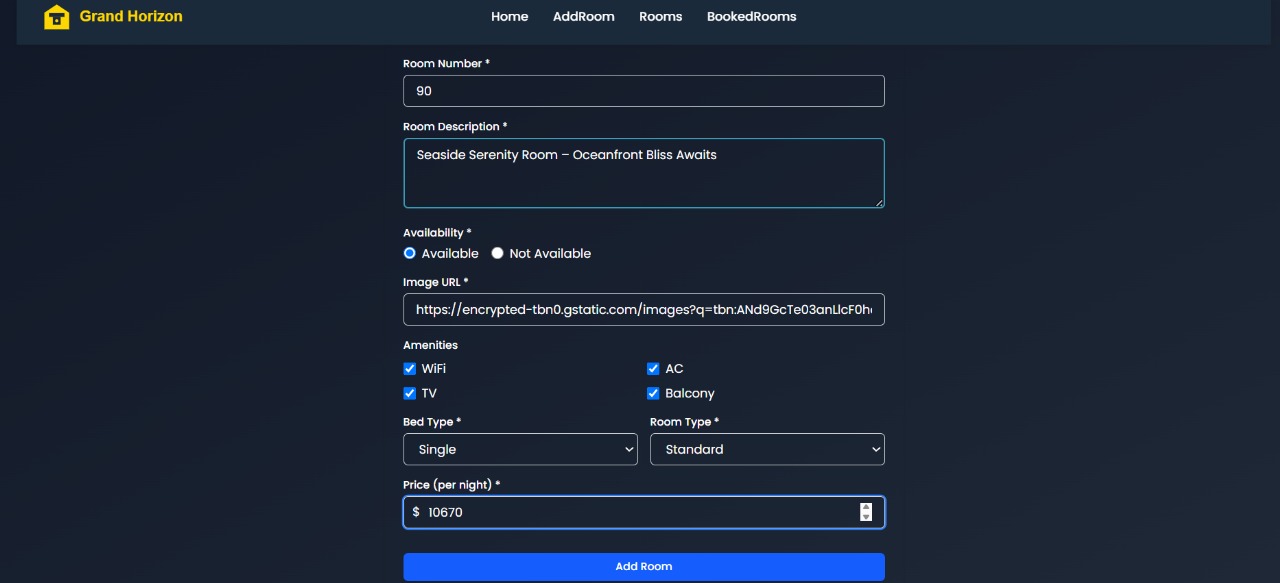 Grand Horizon
Home AddRoom Rooms BookedRooms
Room Number *
90
Room Description *
Seaside Serenity Room – Oceanfront Bliss Awaits
Availability *
Available Not Available
Image URL *
https://encrypted-tbn0.gstatic.com/images?q=tbn:ANd9GcTe03anLlcF0h
Amenities
WiFi AC
TV Balcony
Bed Type * Room Type *
Single Standard
Price (per night) *
$ 10670
Add Room